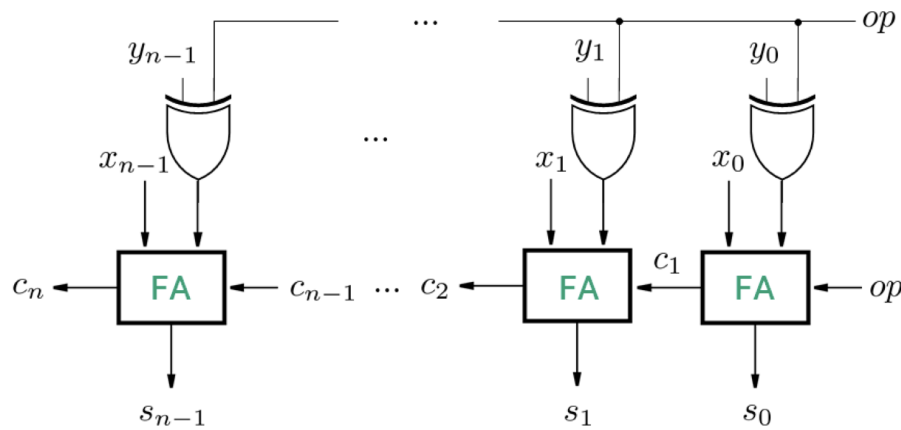 ... op
y_{n-1} y_1 y_0
...
x_{n-1} x_1 x_0
c_n FA c_{n-1} ... c_2 FA c_1 FA op
s_{n-1} s_1 s_0